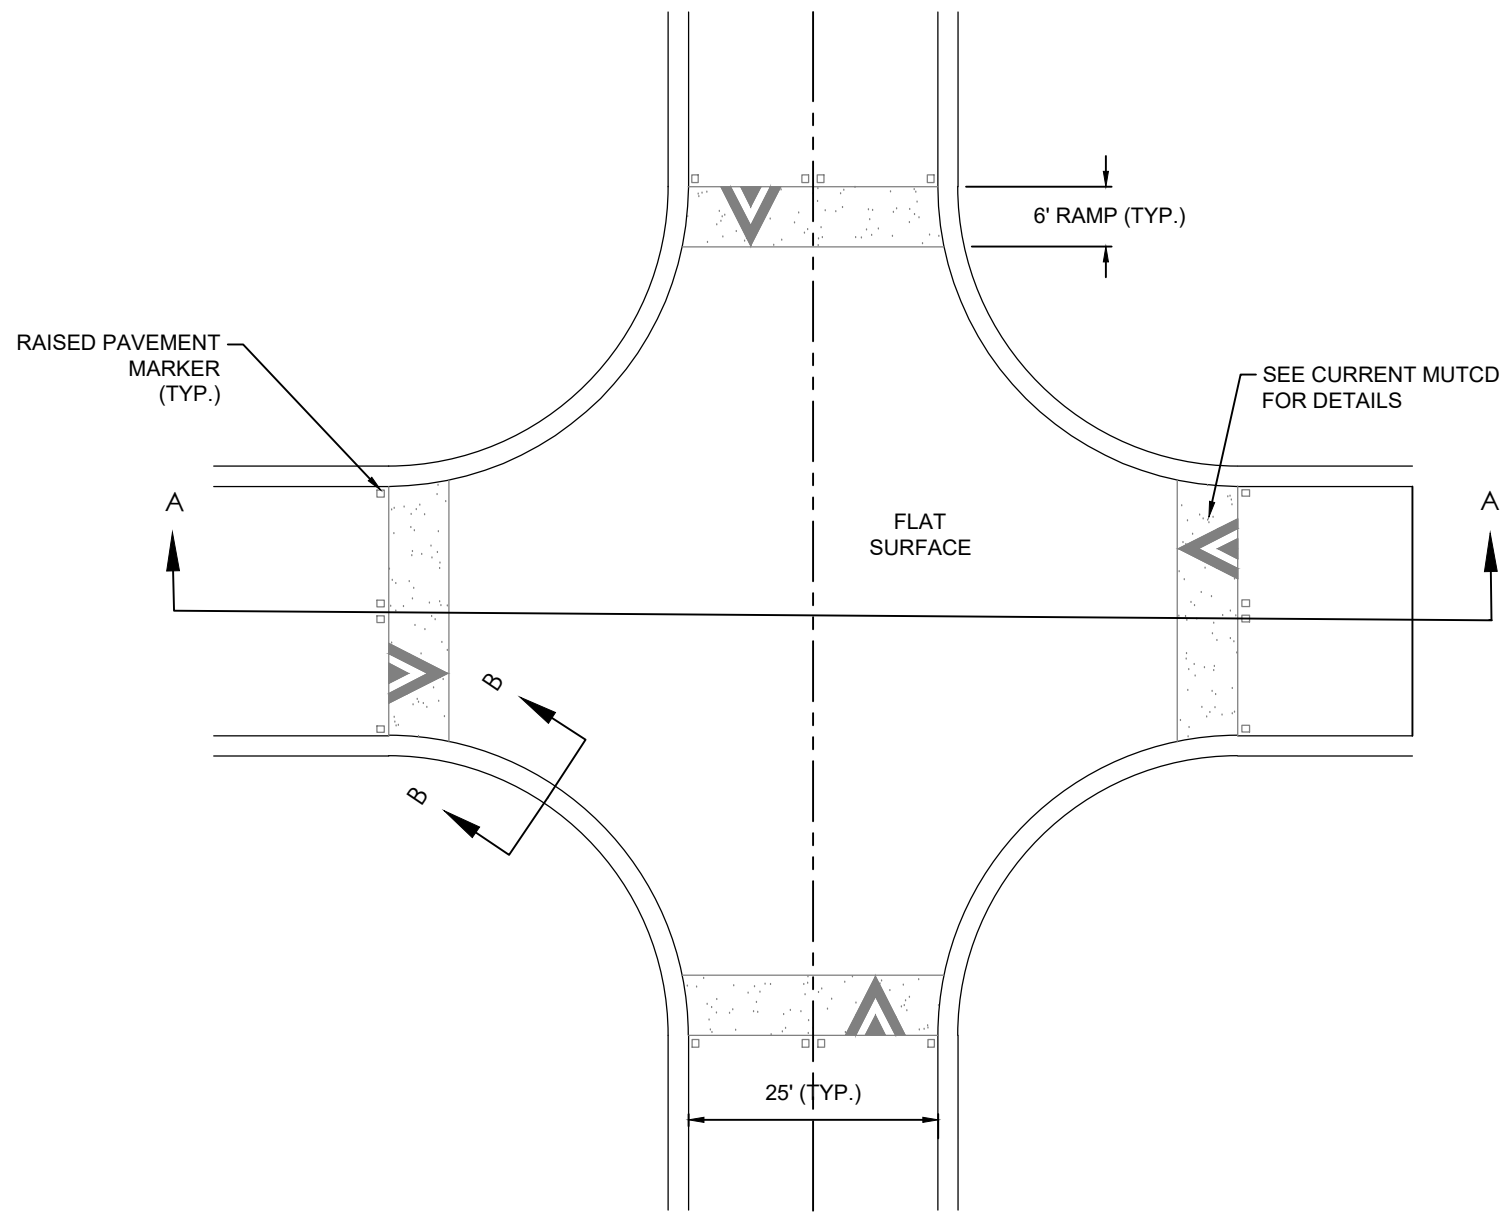 6' RAMP (TYP.)
RAISED PAVEMENT
MARKER
(TYP.)
SEE CURRENT MUTCD
FOR DETAILS
A
A
FLAT
SURFACE
B
B
25' (TYP.)